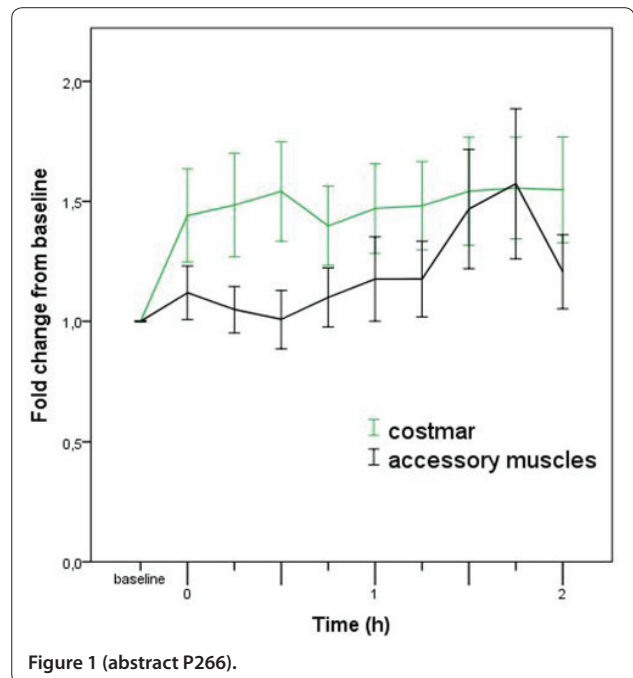 2,0
1,5
1,0
0,5
0,0
Fold change from baseline
costmar
accessory muscles
baseline
0 1 2
Time (h)
Figure 1 (abstract P266).